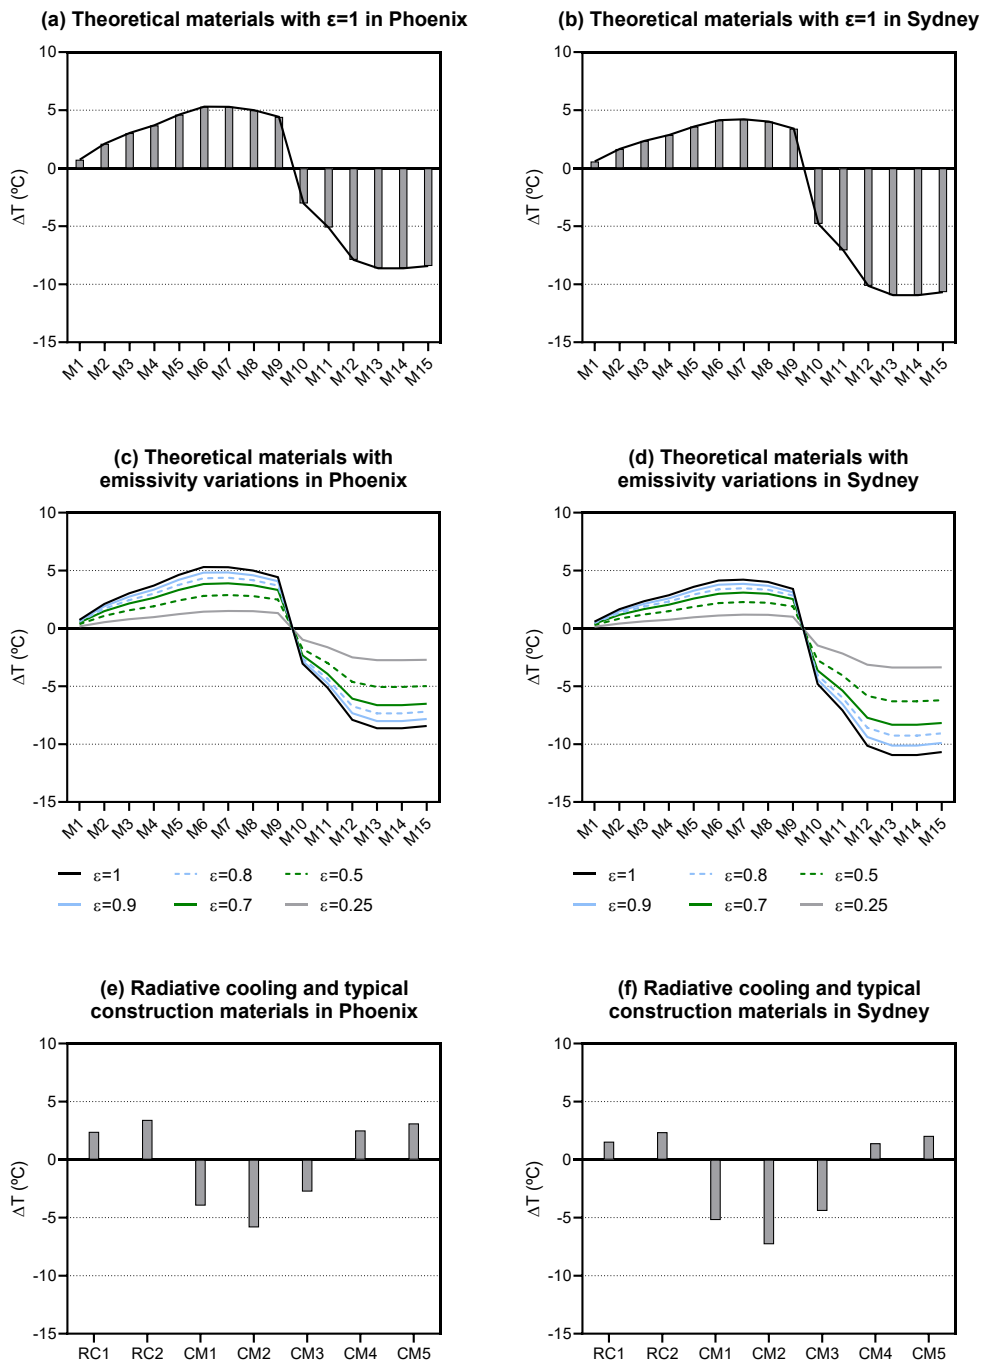 (a) Theoretical materials with ε=1 in Phoenix
10
5
0
-5
-10
-15
ΔT (ºC)
M1 M2 M3 M4 M5 M6 M7 M8 M9 M10 M11 M12 M13 M14 M15
(b) Theoretical materials with ε=1 in Sydney
10
5
0
-5
-10
-15
ΔT (ºC)
M1 M2 M3 M4 M5 M6 M7 M8 M9 M10 M11 M12 M13 M14 M15
(c) Theoretical materials with
emissivity variations in Phoenix
10
5
0
-5
-10
-15
ΔT (ºC)
M1 M2 M3 M4 M5 M6 M7 M8 M9 M10 M11 M12 M13 M14 M15
ε=1 ε=0.8 ε=0.5
ε=0.9 ε=0.7 ε=0.25
(d) Theoretical materials with
emissivity variations in Sydney
10
5
0
-5
-10
-15
ΔT (ºC)
M1 M2 M3 M4 M5 M6 M7 M8 M9 M10 M11 M12 M13 M14 M15
ε=1 ε=0.8 ε=0.5
ε=0.9 ε=0.7 ε=0.25
(e) Radiative cooling and typical
construction materials in Phoenix
10
5
0
-5
-10
-15
ΔT (ºC)
RC1 RC2 CM1 CM2 CM3 CM4 CM5
(f) Radiative cooling and typical
construction materials in Sydney
10
5
0
-5
-10
-15
ΔT (ºC)
RC1 RC2 CM1 CM2 CM3 CM4 CM5